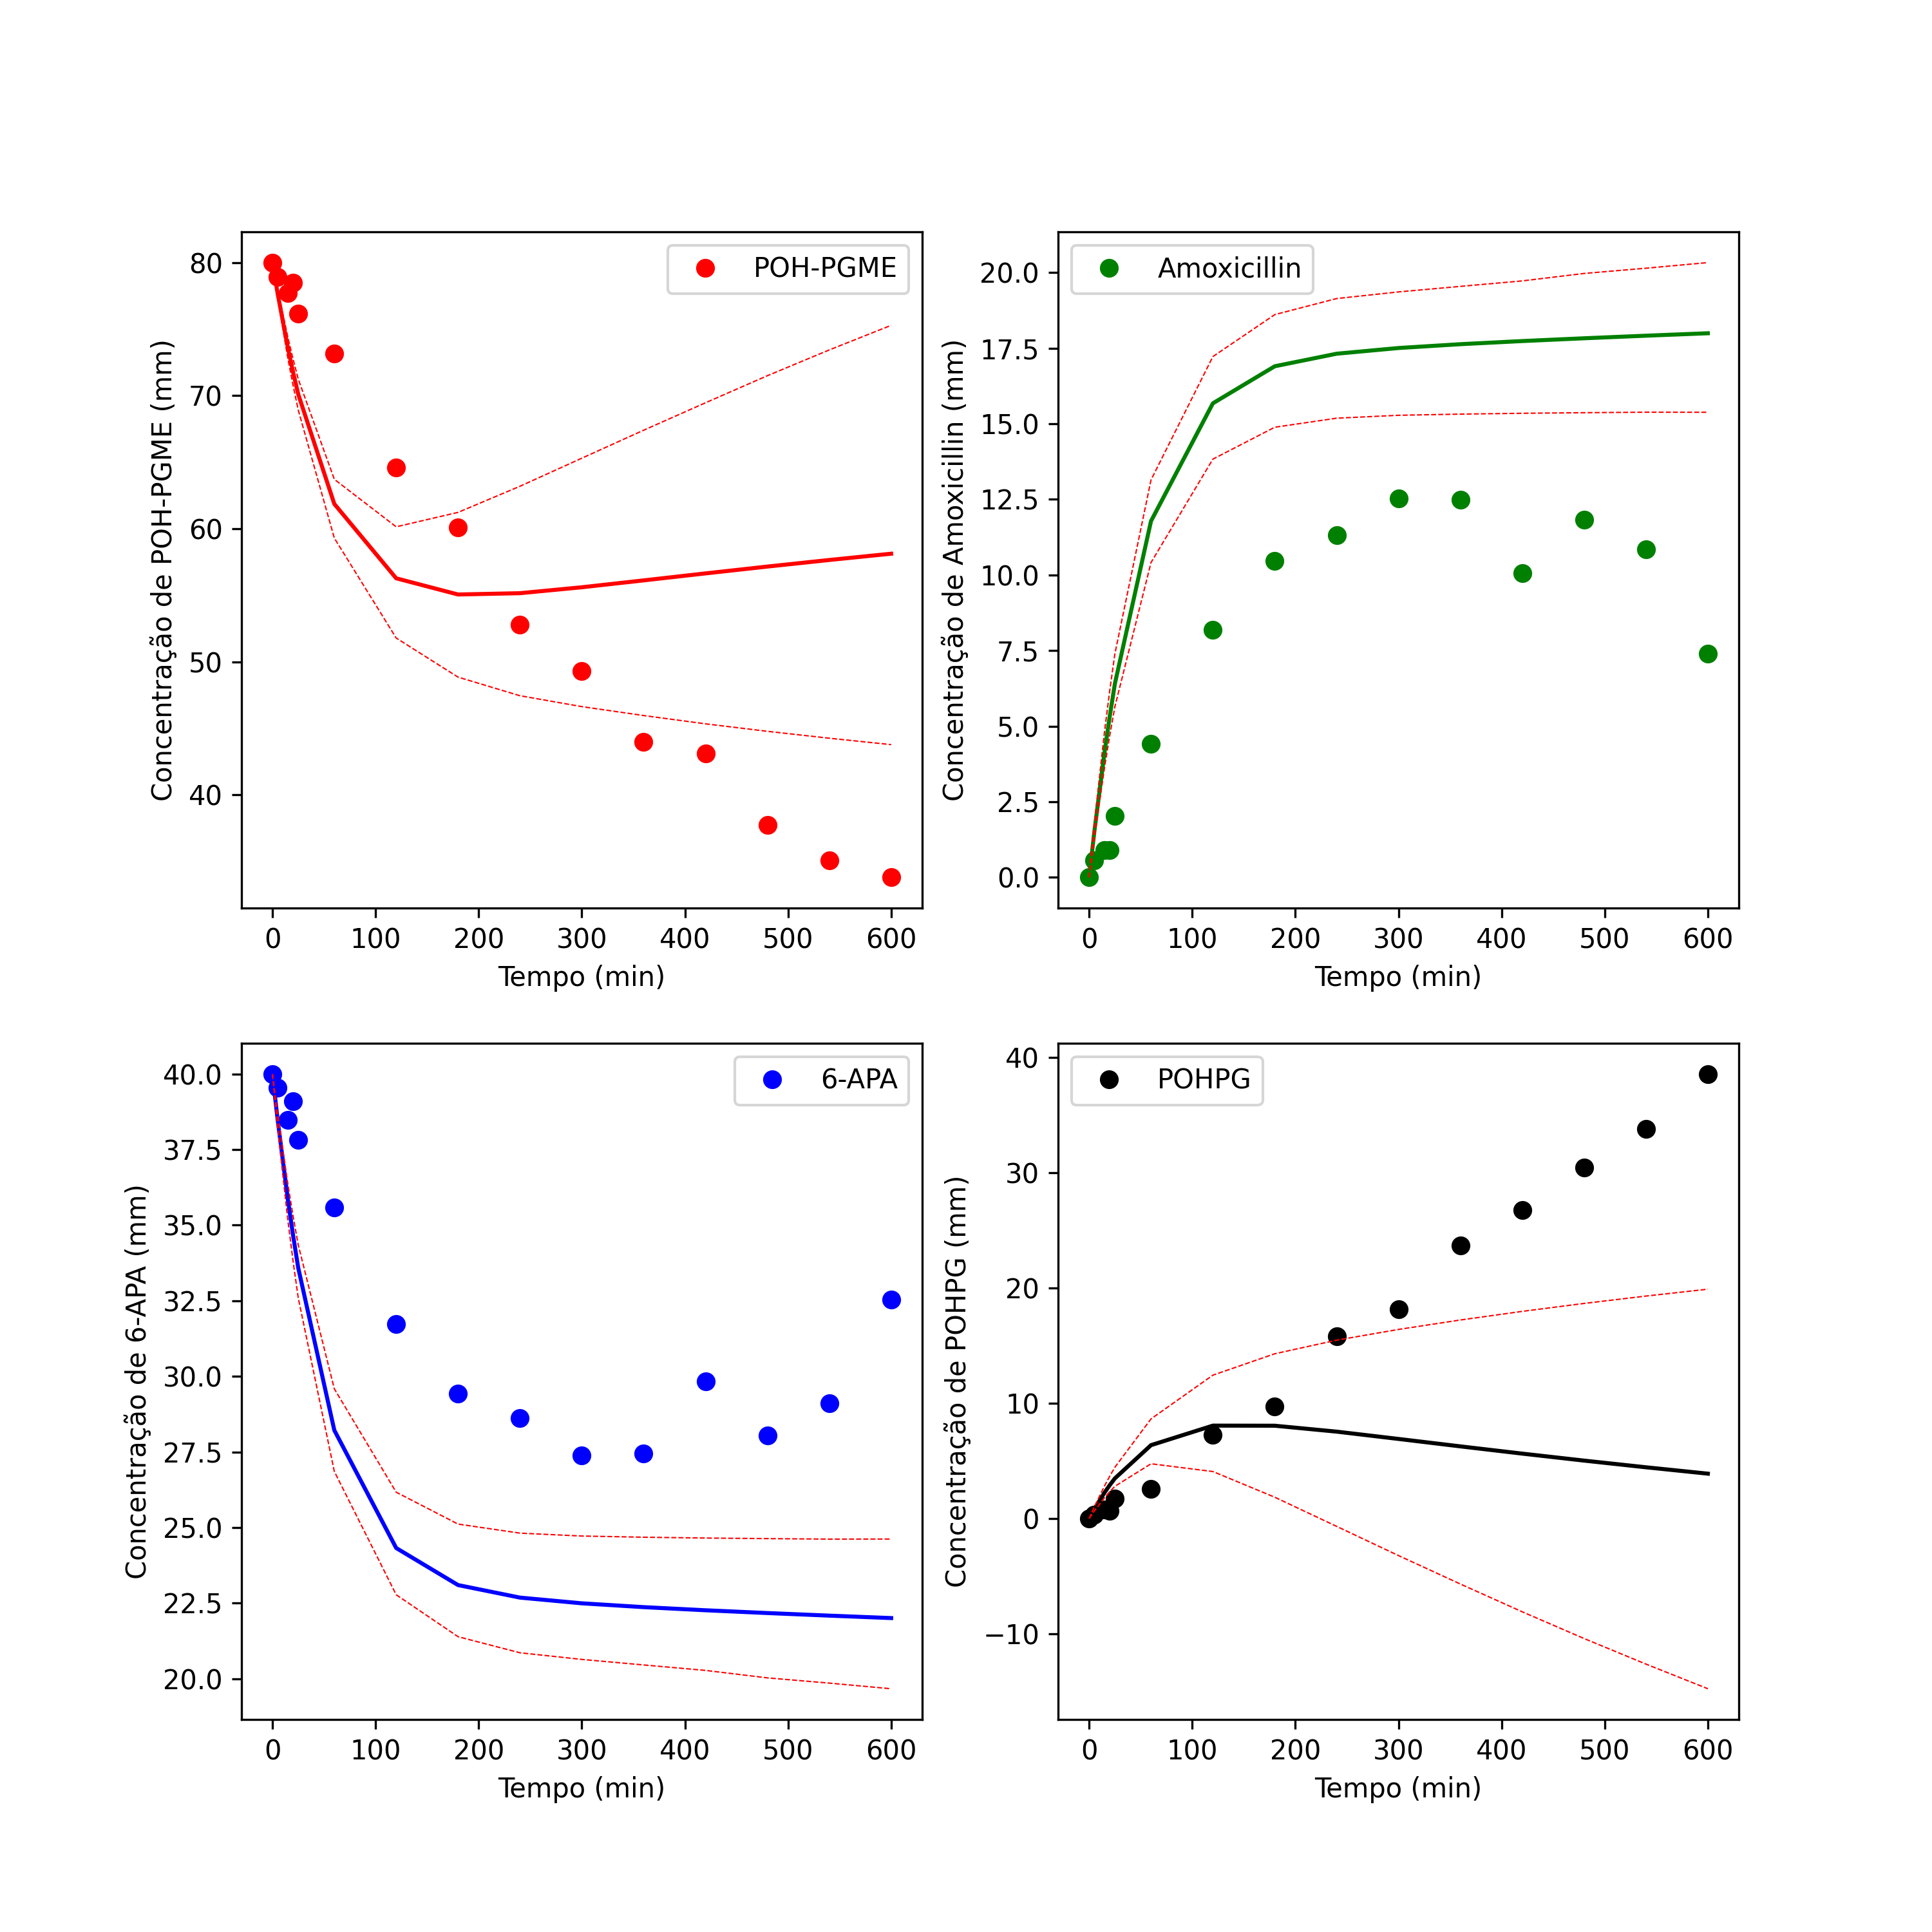 POH-PGME
80
70
60
50
40
Concentração de POH-PGME (mm)
0 100 200 300 400 500 600
Tempo (min)
Amoxicillin
20.0
17.5
15.0
12.5
10.0
7.5
5.0
2.5
0.0
Concentração de Amoxicillin (mm)
0 100 200 300 400 500 600
Tempo (min)
6-APA
40.0
37.5
35.0
32.5
30.0
27.5
25.0
22.5
20.0
Concentração de 6-APA (mm)
0 100 200 300 400 500 600
Tempo (min)
POHPG
40
30
20
10
0
−10
Concentração de POHPG (mm)
0 100 200 300 400 500 600
Tempo (min)